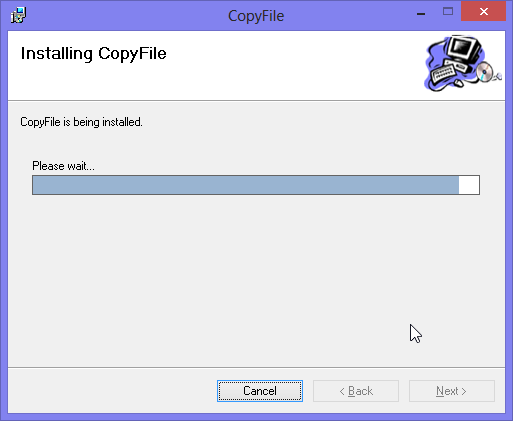 CopyFile
Installing CopyFile
CopyFile is being installed.
Please wait...
Cancel
< Back
Next >